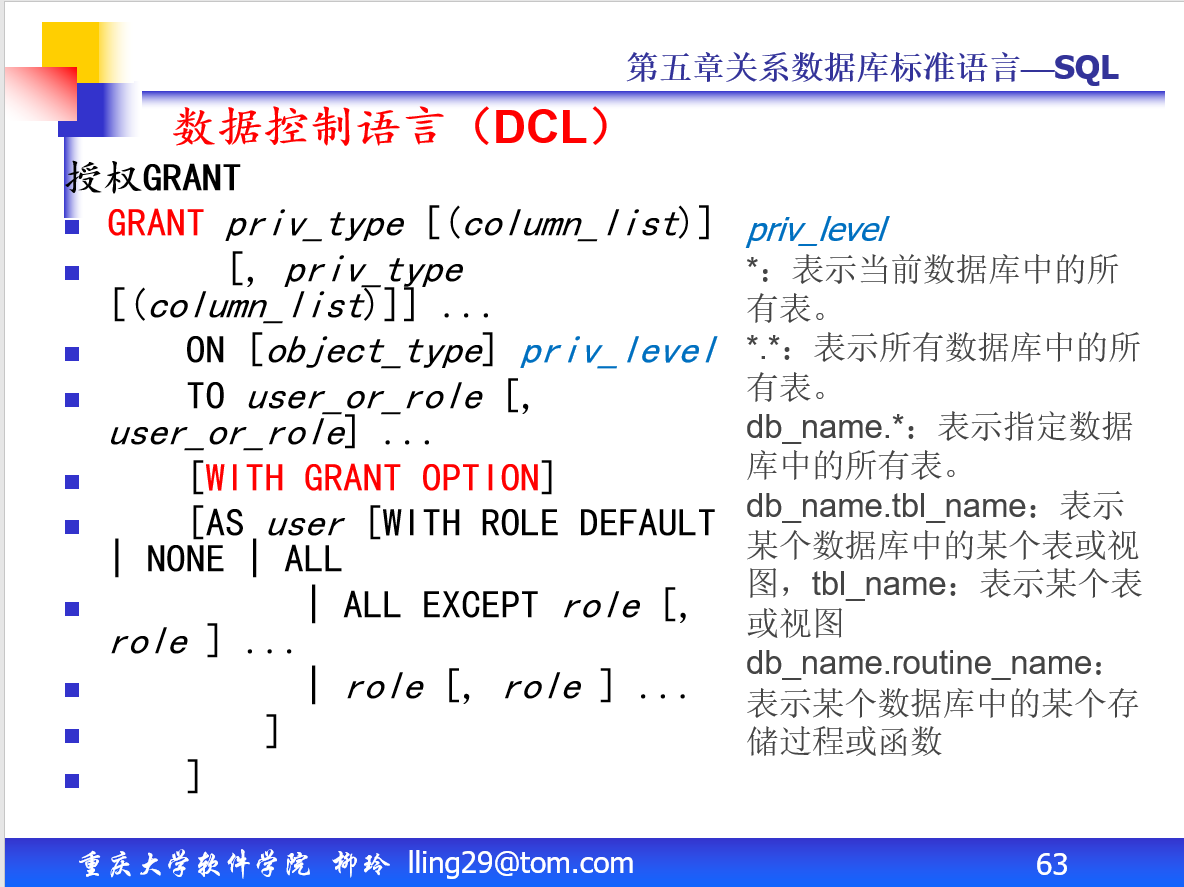 第五章关系数据库标准语言—SQL
数据控制语言（DCL）
授权GRANT
GRANT priv_type [(column_list)]
[, priv_type
[(column_list)]] ...
ON [object_type] priv_level
TO user_or_role [,
user_or_role] ...
[WITH GRANT OPTION]
[AS user [WITH ROLE DEFAULT
| NONE | ALL
| ALL EXCEPT role [,
role ] ...
| role [, role ] ...
]
]
priv_level
*：表示当前数据库中的所
有表。
*.*：表示所有数据库中的所
有表。
db_name.*：表示指定数据
库中的所有表。
db_name.tbl_name：表示
某个数据库中的某个表或视
图，tbl_name：表示某个表
或视图
db_name.routine_name：
表示某个数据库中的某个存
储过程或函数
重庆大学软件学院 柳玲 lling29@tom.com
63